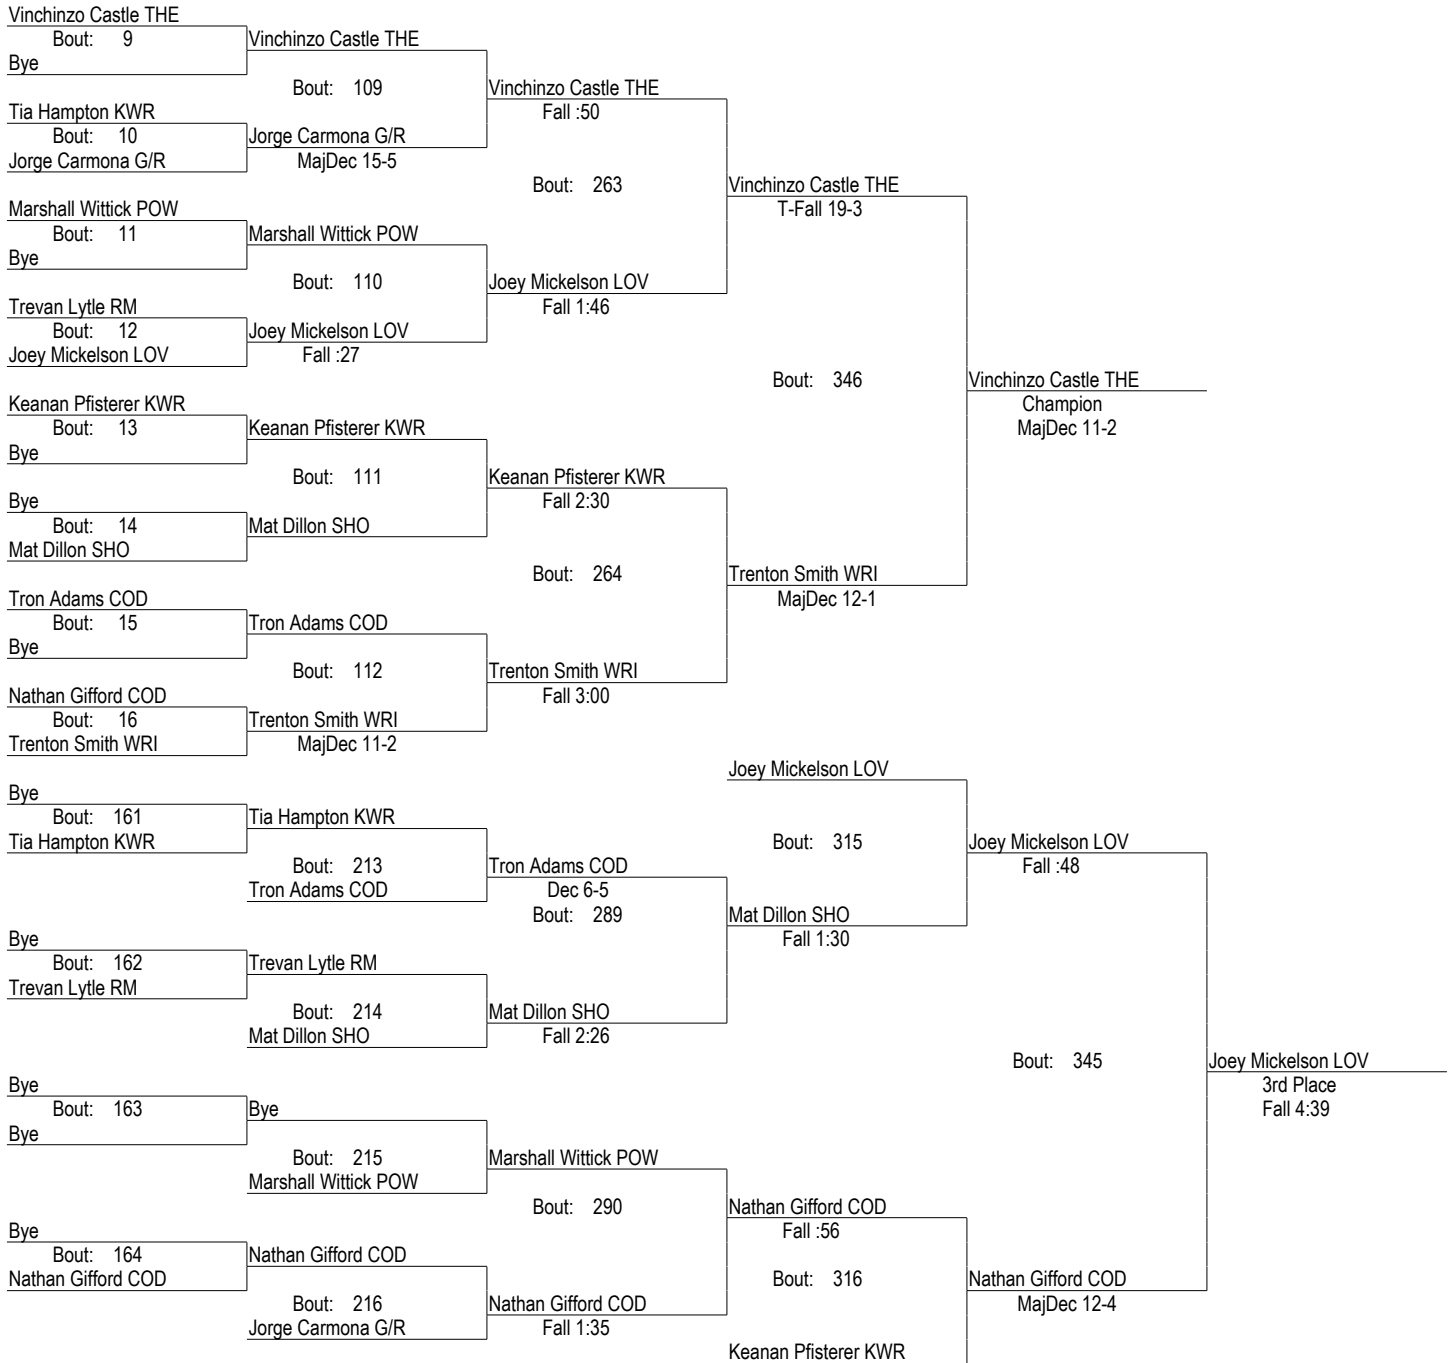 Vinchinzo Castle THE
Bout: 9
Vinchinzo Castle THE
Bye
Bout: 109
Vinchinzo Castle THE
Tia Hampton KWR
Fall :50
Bout: 10
Jorge Carmona G/R
Jorge Carmona G/R
MajDec 15-5
Bout: 263
Vinchinzo Castle THE
Marshall Wittick POW
T-Fall 19-3
Bout: 11
Marshall Wittick POW
Bye
Bout: 110
Joey Mickelson LOV
Trevan Lytle RM
Fall 1:46
Bout: 12
Joey Mickelson LOV
Joey Mickelson LOV
Fall :27
Bout: 346
Vinchinzo Castle THE
Keanan Pfisterer KWR
Champion
Bout: 13
Keanan Pfisterer KWR
MajDec 11-2
Bye
Bout: 111
Keanan Pfisterer KWR
Bye
Fall 2:30
Bout: 14
Mat Dillon SHO
Mat Dillon SHO
Bout: 264
Trenton Smith WRI
Tron Adams COD
MajDec 12-1
Bout: 15
Tron Adams COD
Bye
Bout: 112
Trenton Smith WRI
Nathan Gifford COD
Fall 3:00
Bout: 16
Trenton Smith WRI
Trenton Smith WRI
MajDec 11-2
Joey Mickelson LOV
Bye
Bout: 161
Tia Hampton KWR
Tia Hampton KWR
Bout: 315
Joey Mickelson LOV
Bout: 213
Tron Adams COD
Fall :48
Tron Adams COD
Dec 6-5
Bout: 289
Mat Dillon SHO
Bye
Fall 1:30
Bout: 162
Trevan Lytle RM
Trevan Lytle RM
Bout: 214
Mat Dillon SHO
Mat Dillon SHO
Fall 2:26
Bout: 345
Joey Mickelson LOV
Bye
3rd Place
Bout: 163
Bye
Fall 4:39
Bye
Bout: 215
Marshall Wittick POW
Marshall Wittick POW
Bout: 290
Nathan Gifford COD
Bye
Fall :56
Bout: 164
Nathan Gifford COD
Nathan Gifford COD
Bout: 316
Nathan Gifford COD
Bout: 216
Nathan Gifford COD
MajDec 12-4
Jorge Carmona G/R
Fall 1:35
Keanan Pfisterer KWR